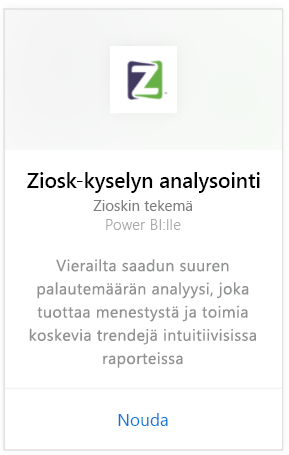 Z
Ziosk-kyselyn analysointi
Zioskin tekemä
Power BI:lle
Vierailta saadun suuren
palautemäärän analyysi, joka
tuottaa menestystä ja toimia
koskevia trendejä intuitiivisissa
raporteissa
Nouda